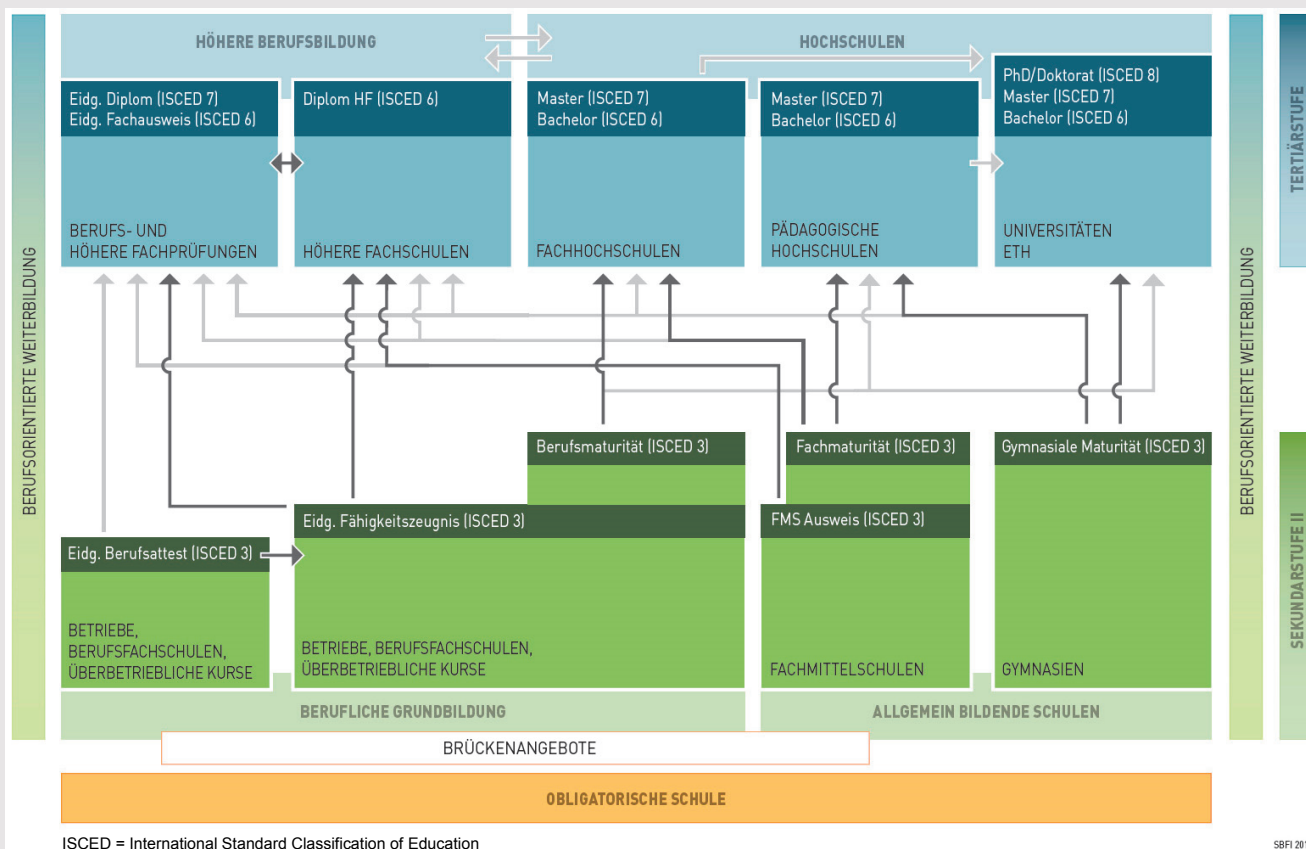 HÖHERE BERUFSBILDUNG
HOCHSCHULEN
Eidg. Diplom (ISCED 7)
Eidg. Fachausweis (ISCED 6)
BERUFS- UND
HÖHERE FACHPRÜFUNGEN
Diplom HF (ISCED 6)
HÖHERE FACHSCHULEN
Master (ISCED 7)
Bachelor (ISCED 6)
FACHHOCHSCHULEN
Master (ISCED 7)
Bachelor (ISCED 6)
PÄDAGOGISCHE
HOCHSCHULEN
PhD/Doktorat (ISCED 8)
Master (ISCED 7)
Bachelor (ISCED 6)
UNIVERSITÄTEN
ETH
TERTIÄRSTUFE
BERUFSORIENTIERTE WEITERBILDUNG
BERUFSORIENTIERTE WEITERBILDUNG
Berufsmaturität (ISCED 3)
Fachmaturität (ISCED 3)
Gymnasiale Maturität (ISCED 3)
Eidg. Fähigkeitszeugnis (ISCED 3)
FMS Ausweis (ISCED 3)
Eidg. Berufsattest (ISCED 3)
SEKUNDARSTUFE II
BETRIEBE,
BERUFSFACHSCHULEN,
ÜBERBETRIEBLICHE KURSE
BETRIEBE, BERUFSFACHSCHULEN,
ÜBERBETRIEBLICHE KURSE
FACHMITTELSCHULEN
GYMNASIEN
BERUFLICHE GRUNDBILDUNG
ALLGEMEIN BILDENDE SCHULEN
BRÜCKENANGEBOTE
OBLIGATORISCHE SCHULE
ISCED = International Standard Classification of Education
SBFI